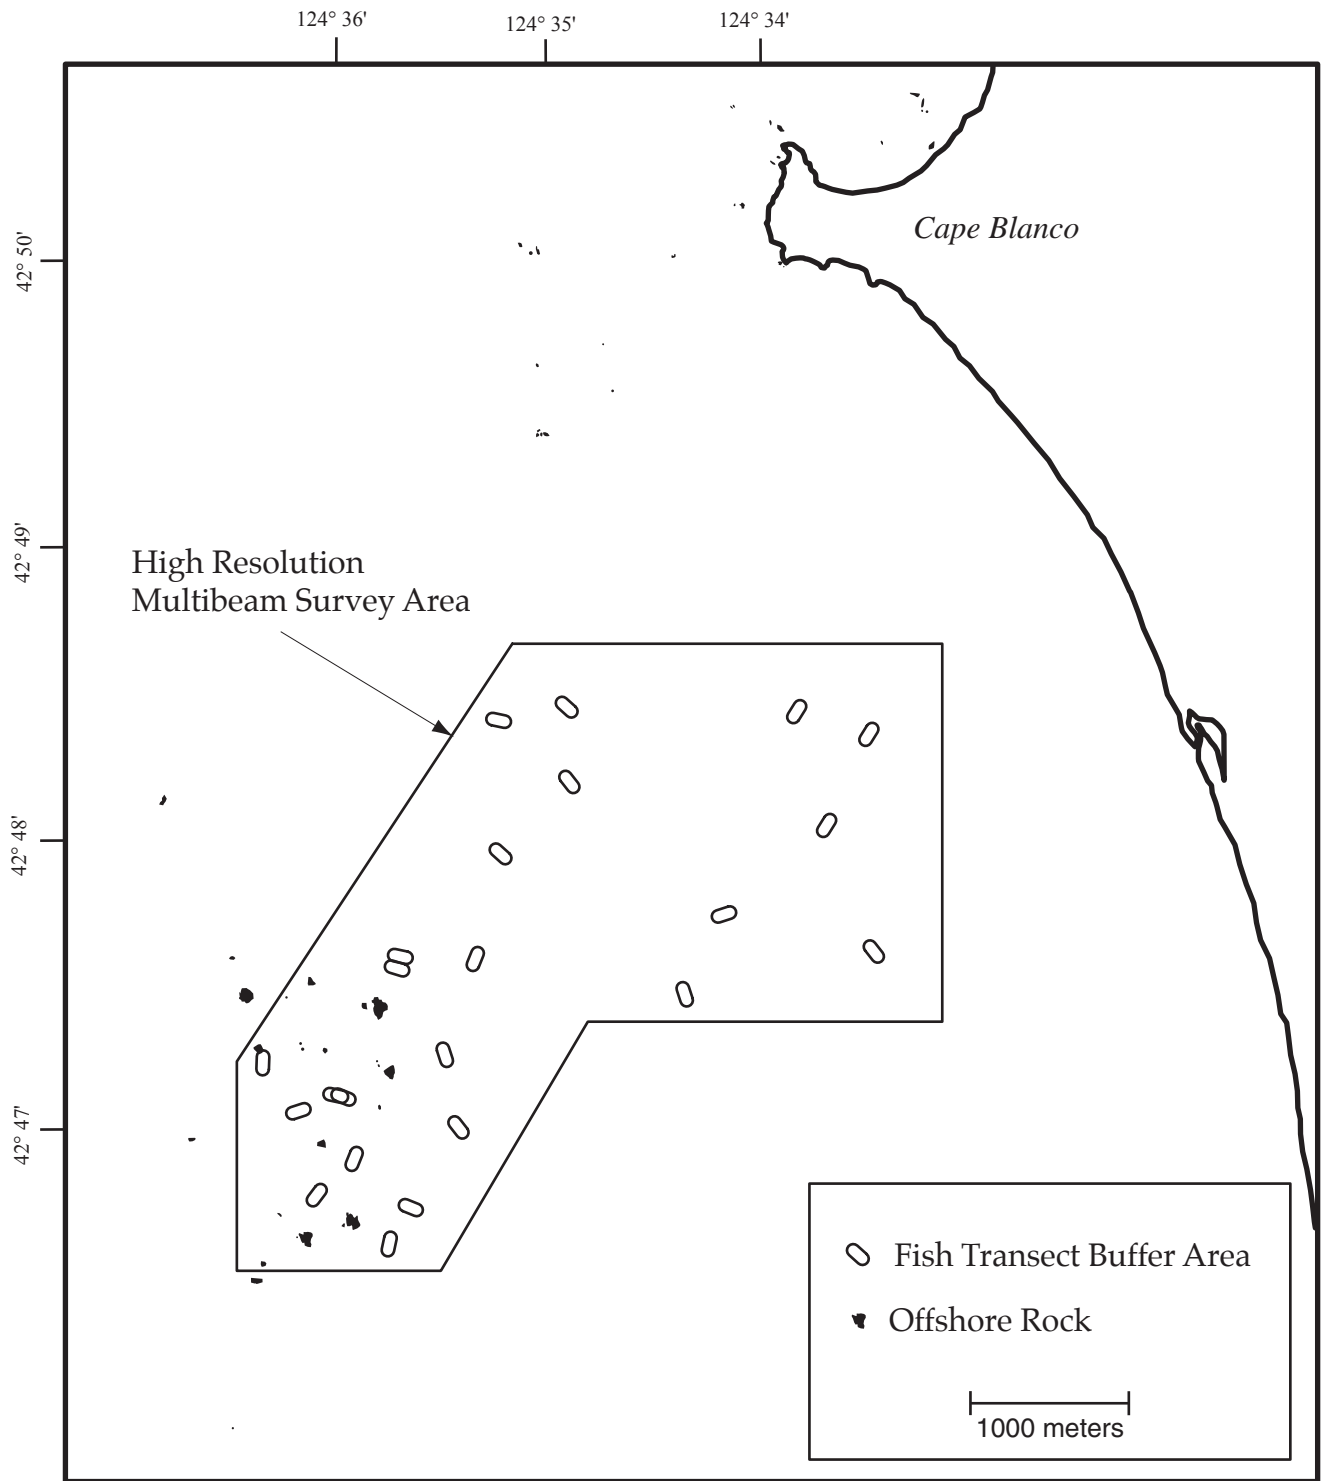 124° 36'
124° 35'
124° 34'
Cape Blanco
42° 50'
42° 49'
High Resolution
Multibeam Survey Area
42° 48'
42° 47'
Fish Transect Buffer Area
Offshore Rock
1000 meters